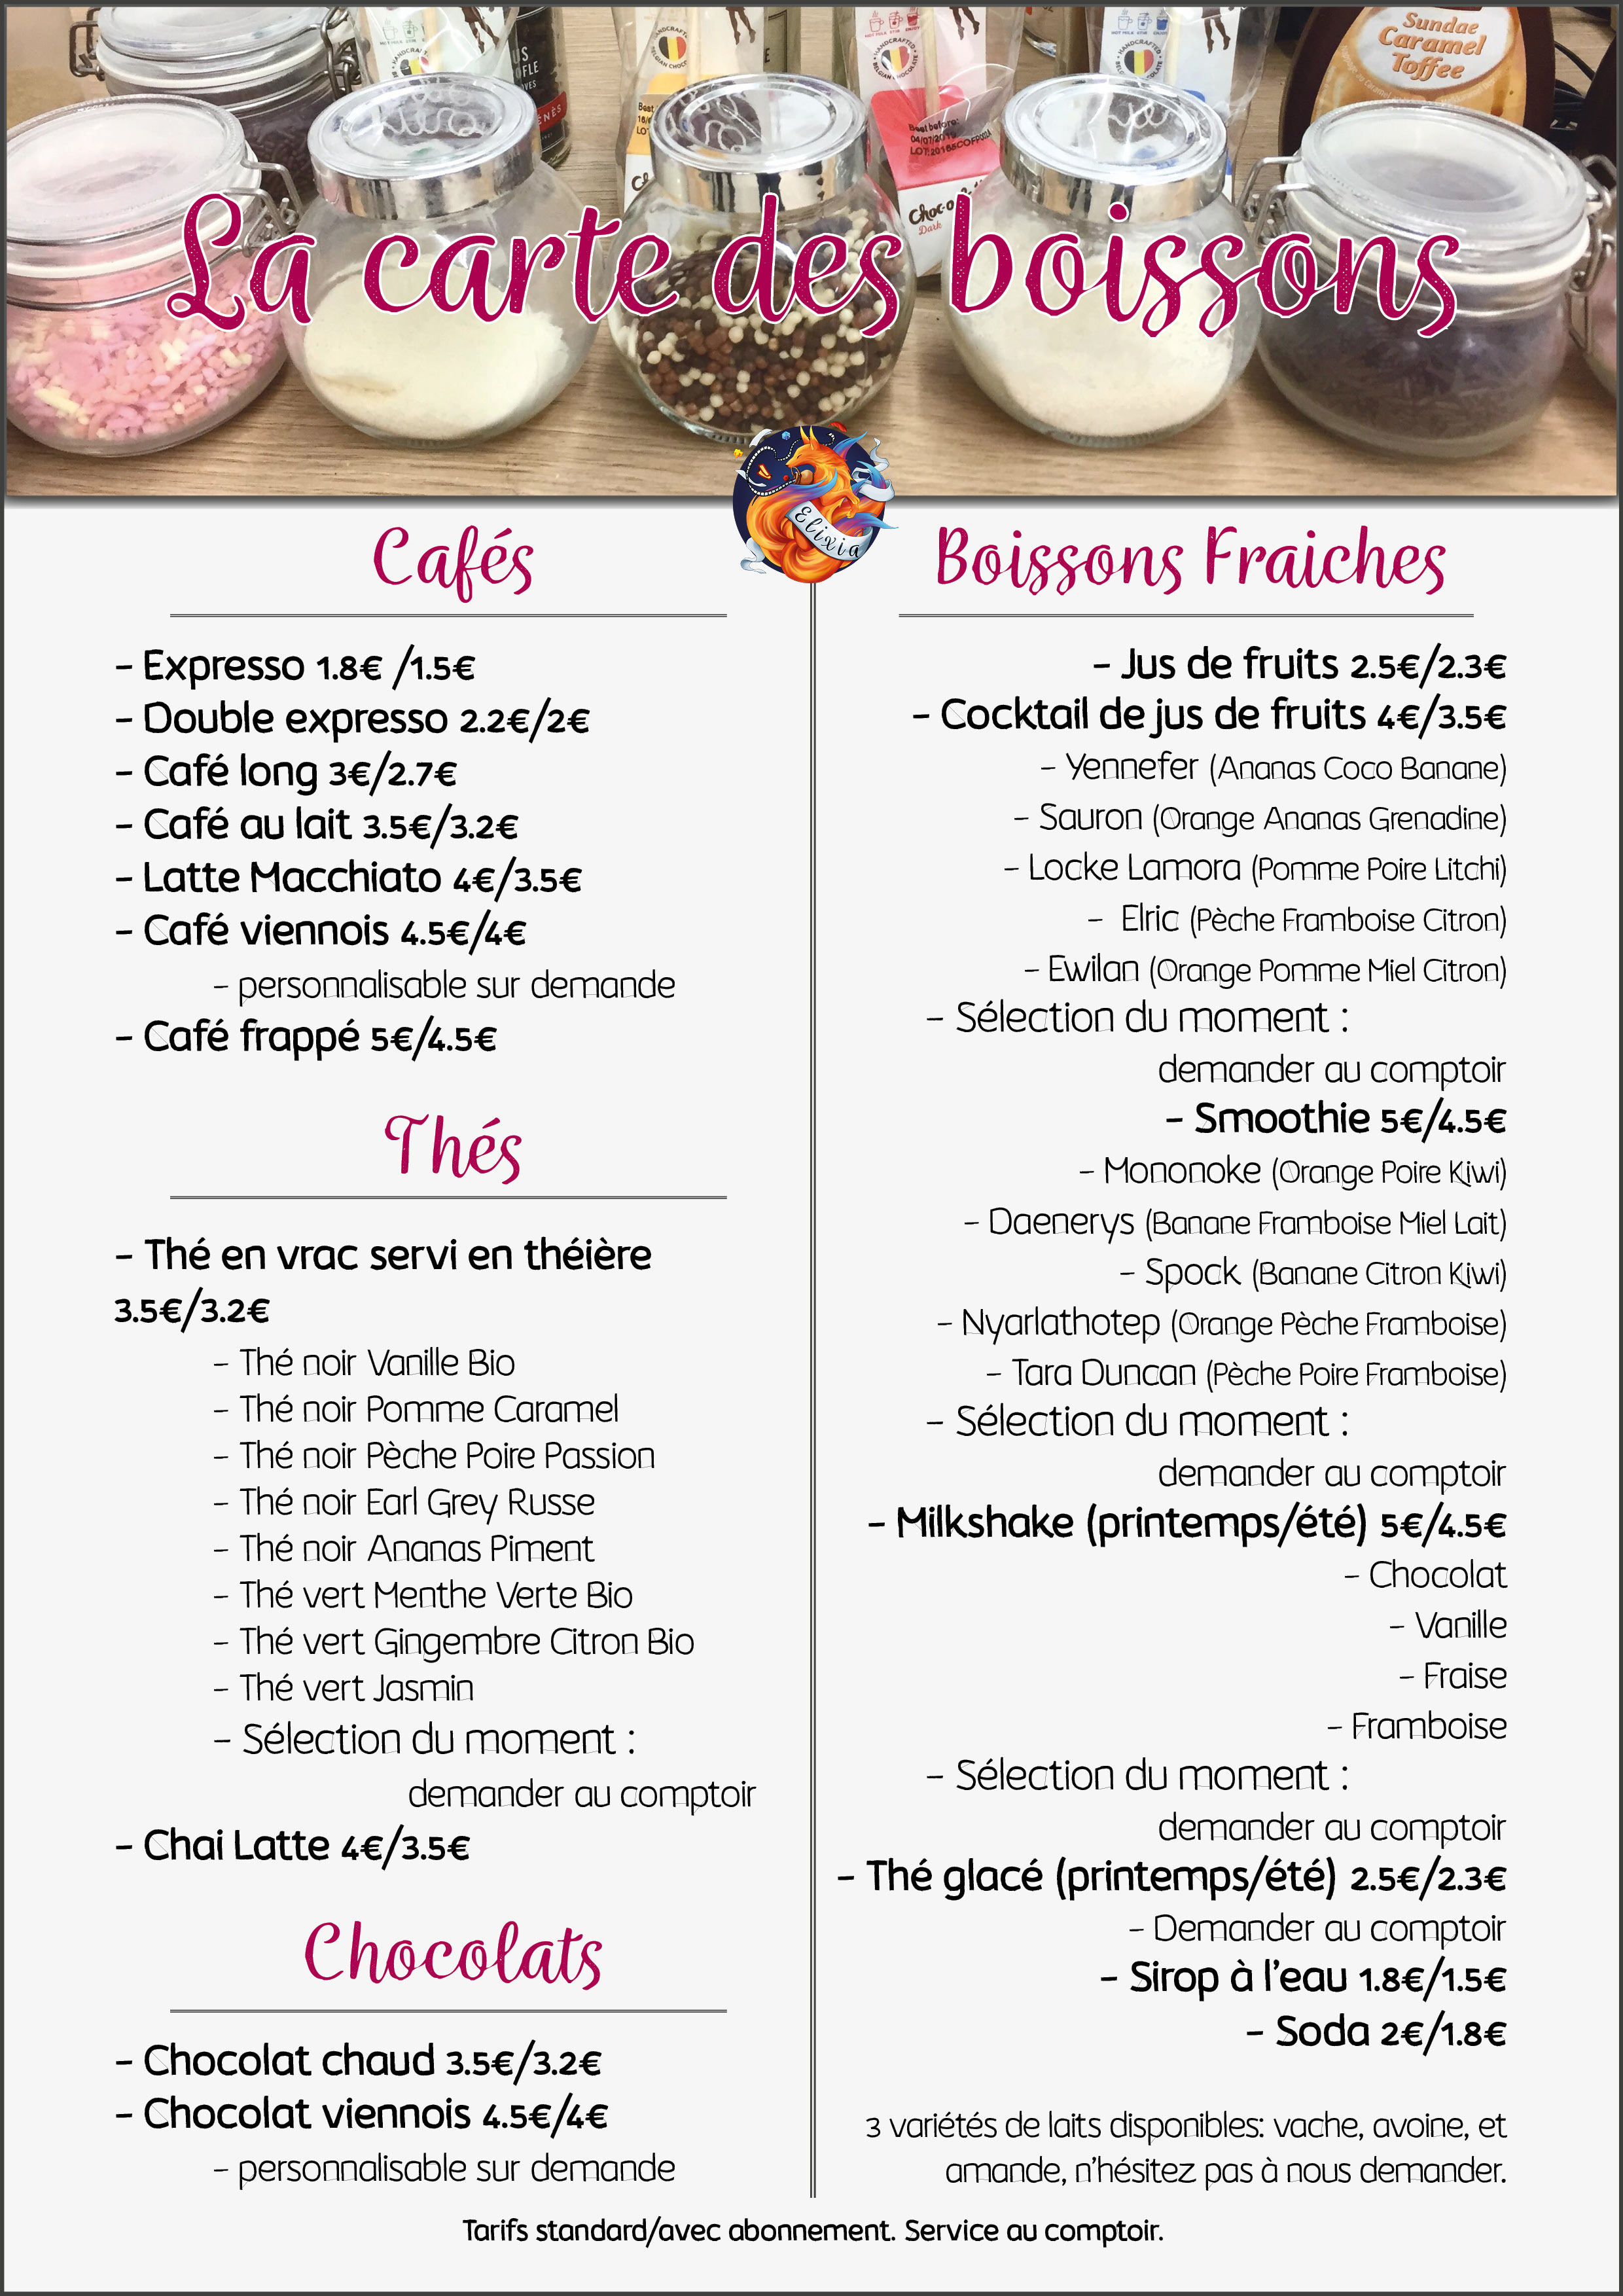 Sundae
Caramel
Toffee
HANDCRAFTED
BELGIAN CHOCOLATE
Best before:
04/07/20
Dark
La carte des boissons
Elixia
Cafés
- Expresso 1.8€ /1.5€
- Double expresso 2.2€/2€
- Café long 3€/2.7€
- Café au lait 3.5€/3.2€
- Latte Macchiato 4€/3.5€
- Café viennois 4.5€/4€
- personnalisable sur demande
- Café frappé 5€/4.5€
Thés
- Thé en vrac servi en théière
3.5€/3.2€
- Thé noir Vanille Bio
- Thé noir Pomme Caramel
- Thé noir Pèche Poire Passion
- Thé noir Earl Grey Russe
- Thé noir Ananas Piment
- Thé vert Menthe Verte Bio
- Thé vert Gingembre Citron Bio
- Thé vert Jasmin
- Sélection du moment :
demander au comptoir
- Chai Latte 4€/3.5€
Chocolats
- Chocolat chaud 3.5€/3.2€
- Chocolat viennois 4.5€/4€
- personnalisable sur demande
Boissons Fraiches
- Jus de fruits 2.5€/2.3€
- Cocktail de jus de fruits 4€/3.5€
- Yennefer (Ananas Coco Banane)
- Sauron (Orange Ananas Grenadine)
- Locke Lamora (Pomme Poire Litchi)
- Elric (Pèche Framboise Citron)
- Ewilan (Orange Pomme Miel Citron)
- Sélection du moment :
demander au comptoir
- Smoothie 5€/4.5€
- Mononoke (Orange Poire Kiwi)
- Daenerys (Banane Framboise Miel Lait)
- Spock (Banane Citron Kiwi)
- Nyarlathotep (Orange Pèche Framboise)
- Tara Duncan (Pèche Poire Framboise)
- Sélection du moment :
demander au comptoir
- Milkshake (printemps/été) 5€/4.5€
- Chocolat
- Vanille
- Fraise
- Framboise
- Sélection du moment :
demander au comptoir
- Thé glacé (printemps/été) 2.5€/2.3€
- Demander au comptoir
- Sirop à l'eau 1.8€/1.5€
- Soda 2€/1.8€
3 variétés de laits disponibles: vache, avoine, et
amande, n'hésitez pas à nous demander.
Tarifs standard/avec abonnement. Service au comptoir.